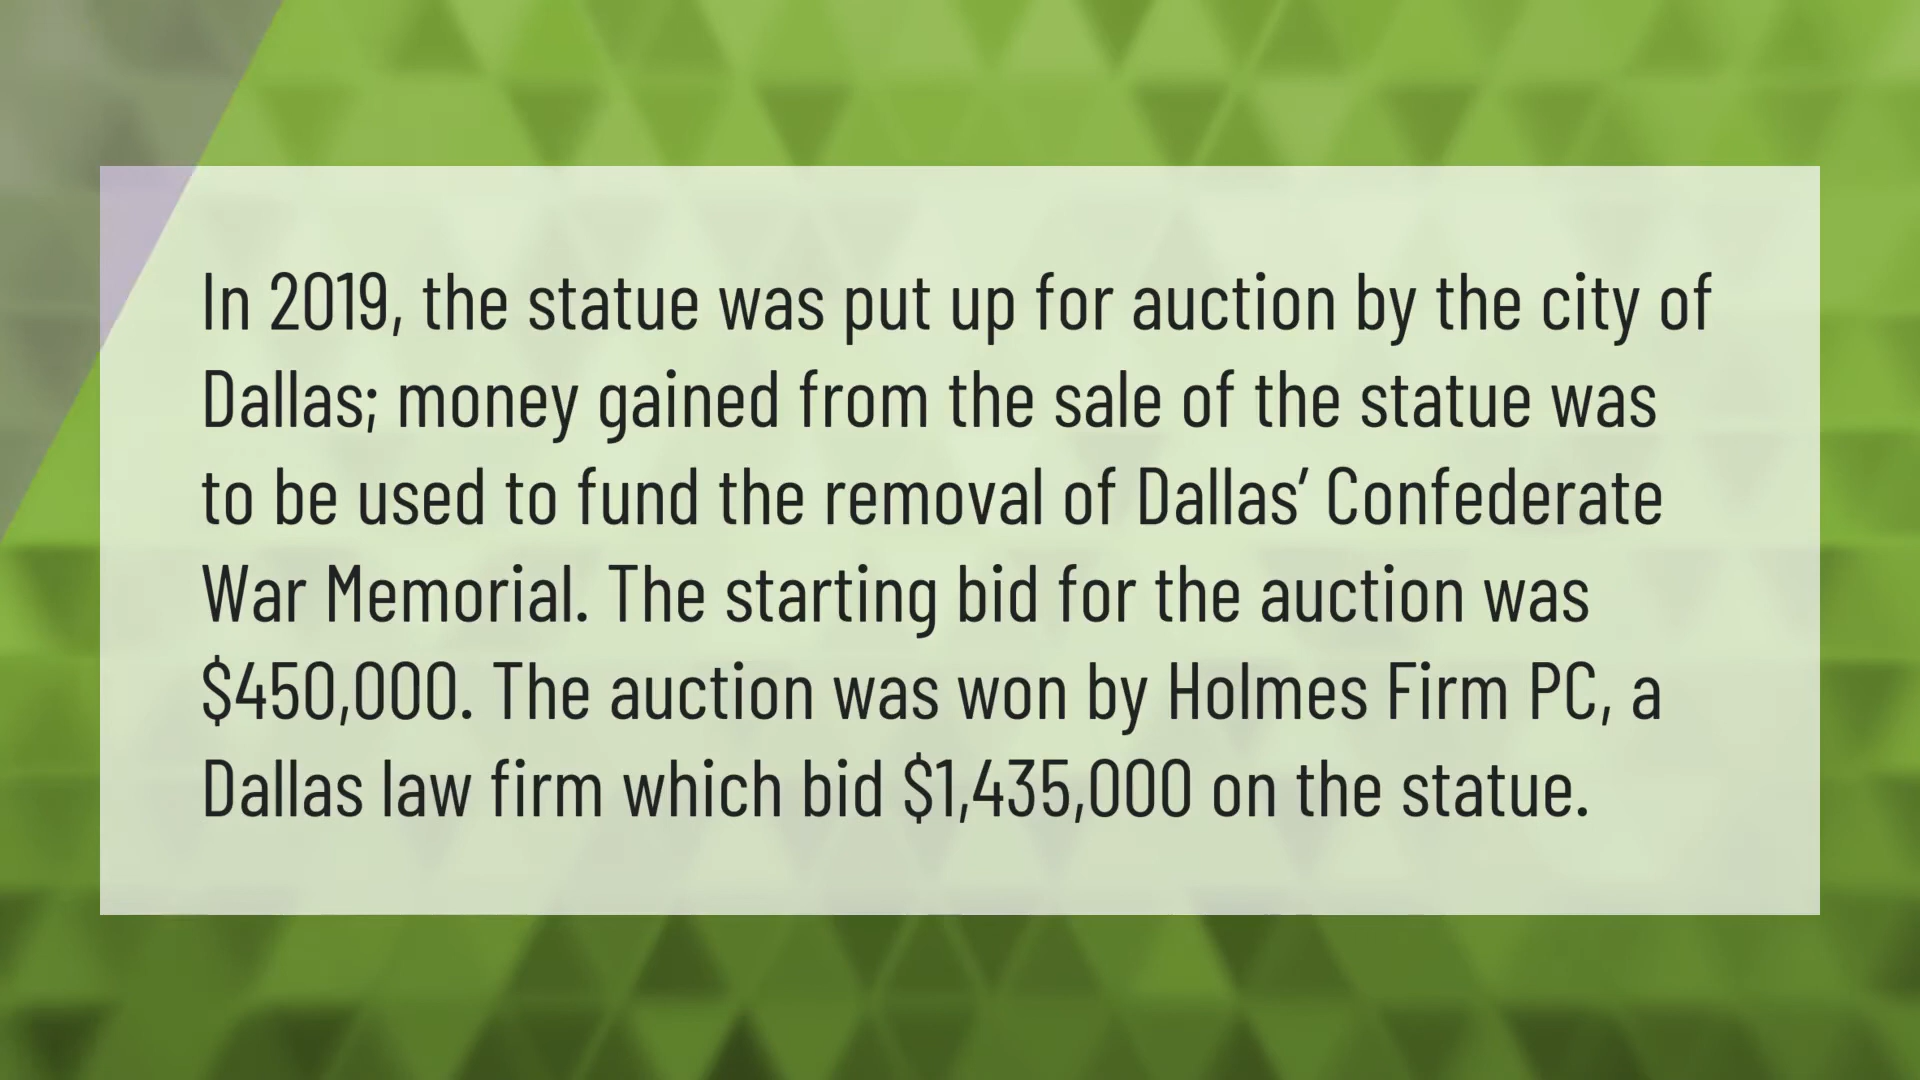 In 2019, the statue was put up for auction by the city of
Dallas; money gained from the sale of the statue was
to be used to fund the removal of Dallas’ Confederate
War Memorial. The starting bid for the auction was
$450,000. The auction was won by Holmes Firm PC, a
Dallas law firm which bid $1,435,000 on the statue.